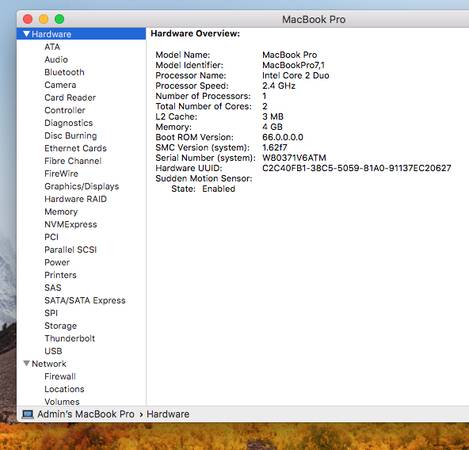 MacBook Pro
Hardware
ATA
Audio
Bluetooth
Camera
Card Reader
Controller
Diagnostics
Disc Burning
Ethernet Cards
Fibre Channel
FireWire
Graphics/Displays
Hardware RAID
Memory
NVMExpress
PCI
Parallel SCSI
Power
Printers
SAS
SATA/SATA Express
SPI
Storage
Thunderbolt
USB
Network
Firewall
Locations
Volumes
Hardware Overview:
Model Name: MacBook Pro
Model Identifier: MacBookPro7,1
Processor Name: Intel Core 2 Duo
Processor Speed: 2.4 GHz
Number of Processors: 1
Total Number of Cores: 2
L2 Cache: 3 MB
Memory: 4 GB
Boot ROM Version: 66.0.0.0.0
SMC Version (system): 1.62f7
Serial Number (system): W80371V6ATM
Hardware UUID: C2C40FB1-38C5-5059-81A0-91137EC20627
Sudden Motion Sensor:
State: Enabled
Admin's MacBook Pro › Hardware